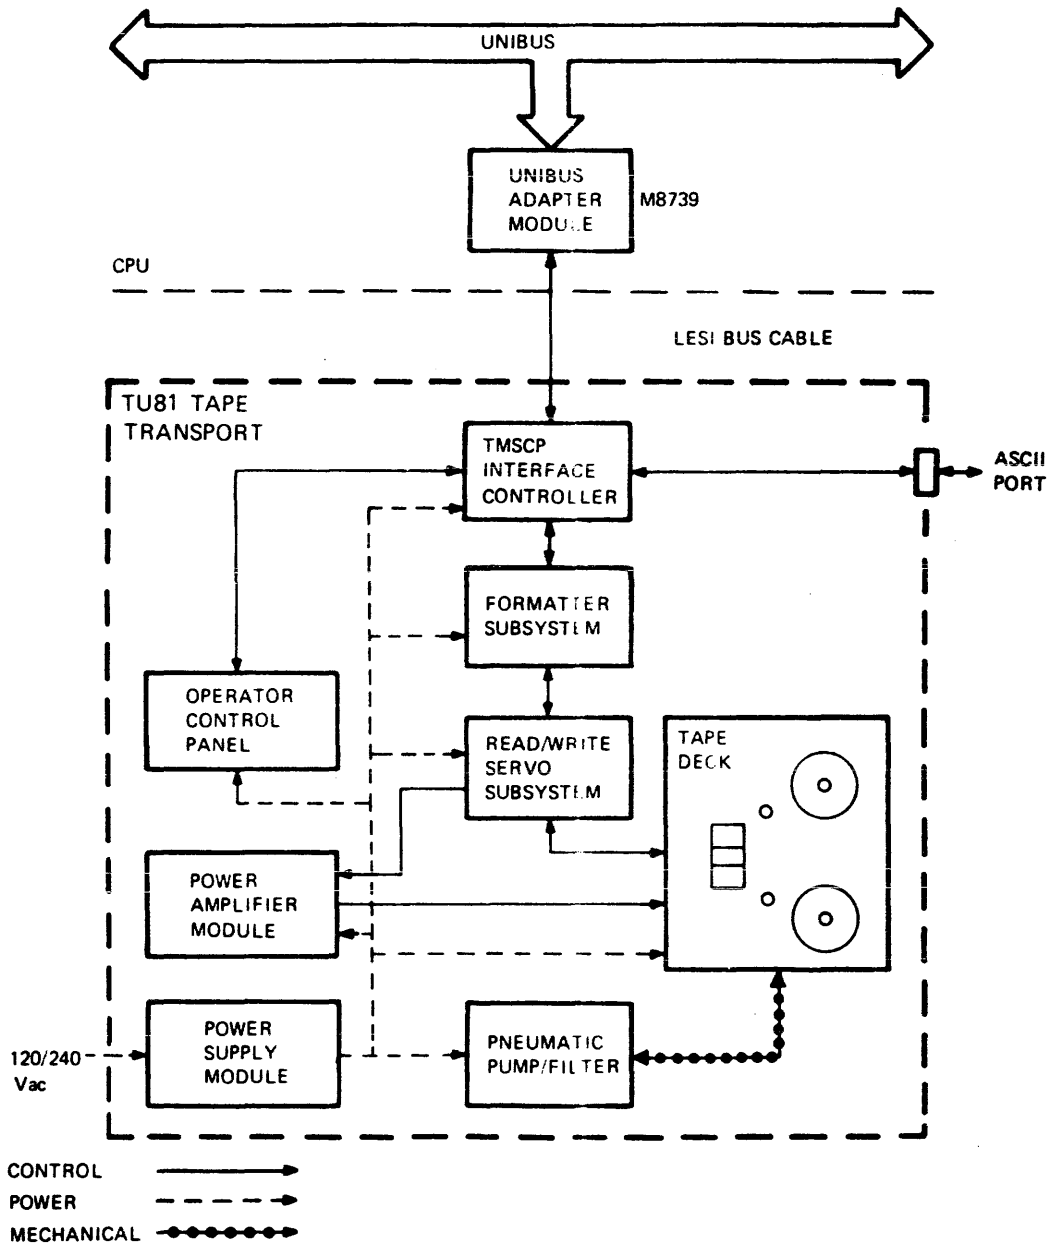 UNIBUS
UNIBUS
ADAPTER
MODULE
M8739
CPU
LESI BUS CABLE
TU81 TAPE
TRANSPORT
TMSCP
INTERFACE
CONTROLLER
ASCII
PORT
FORMATTER
SUBSYSTEM
OPERATOR
CONTROL
PANEL
READ/WRITE
SERVO
SUBSYSTEM
TAPE
DECK
POWER
AMPLIFIER
MODULE
POWER
SUPPLY
MODULE
PNEUMATIC
PUMP/FILTER
120/240
Vac
CONTROL
POWER
MECHANICAL